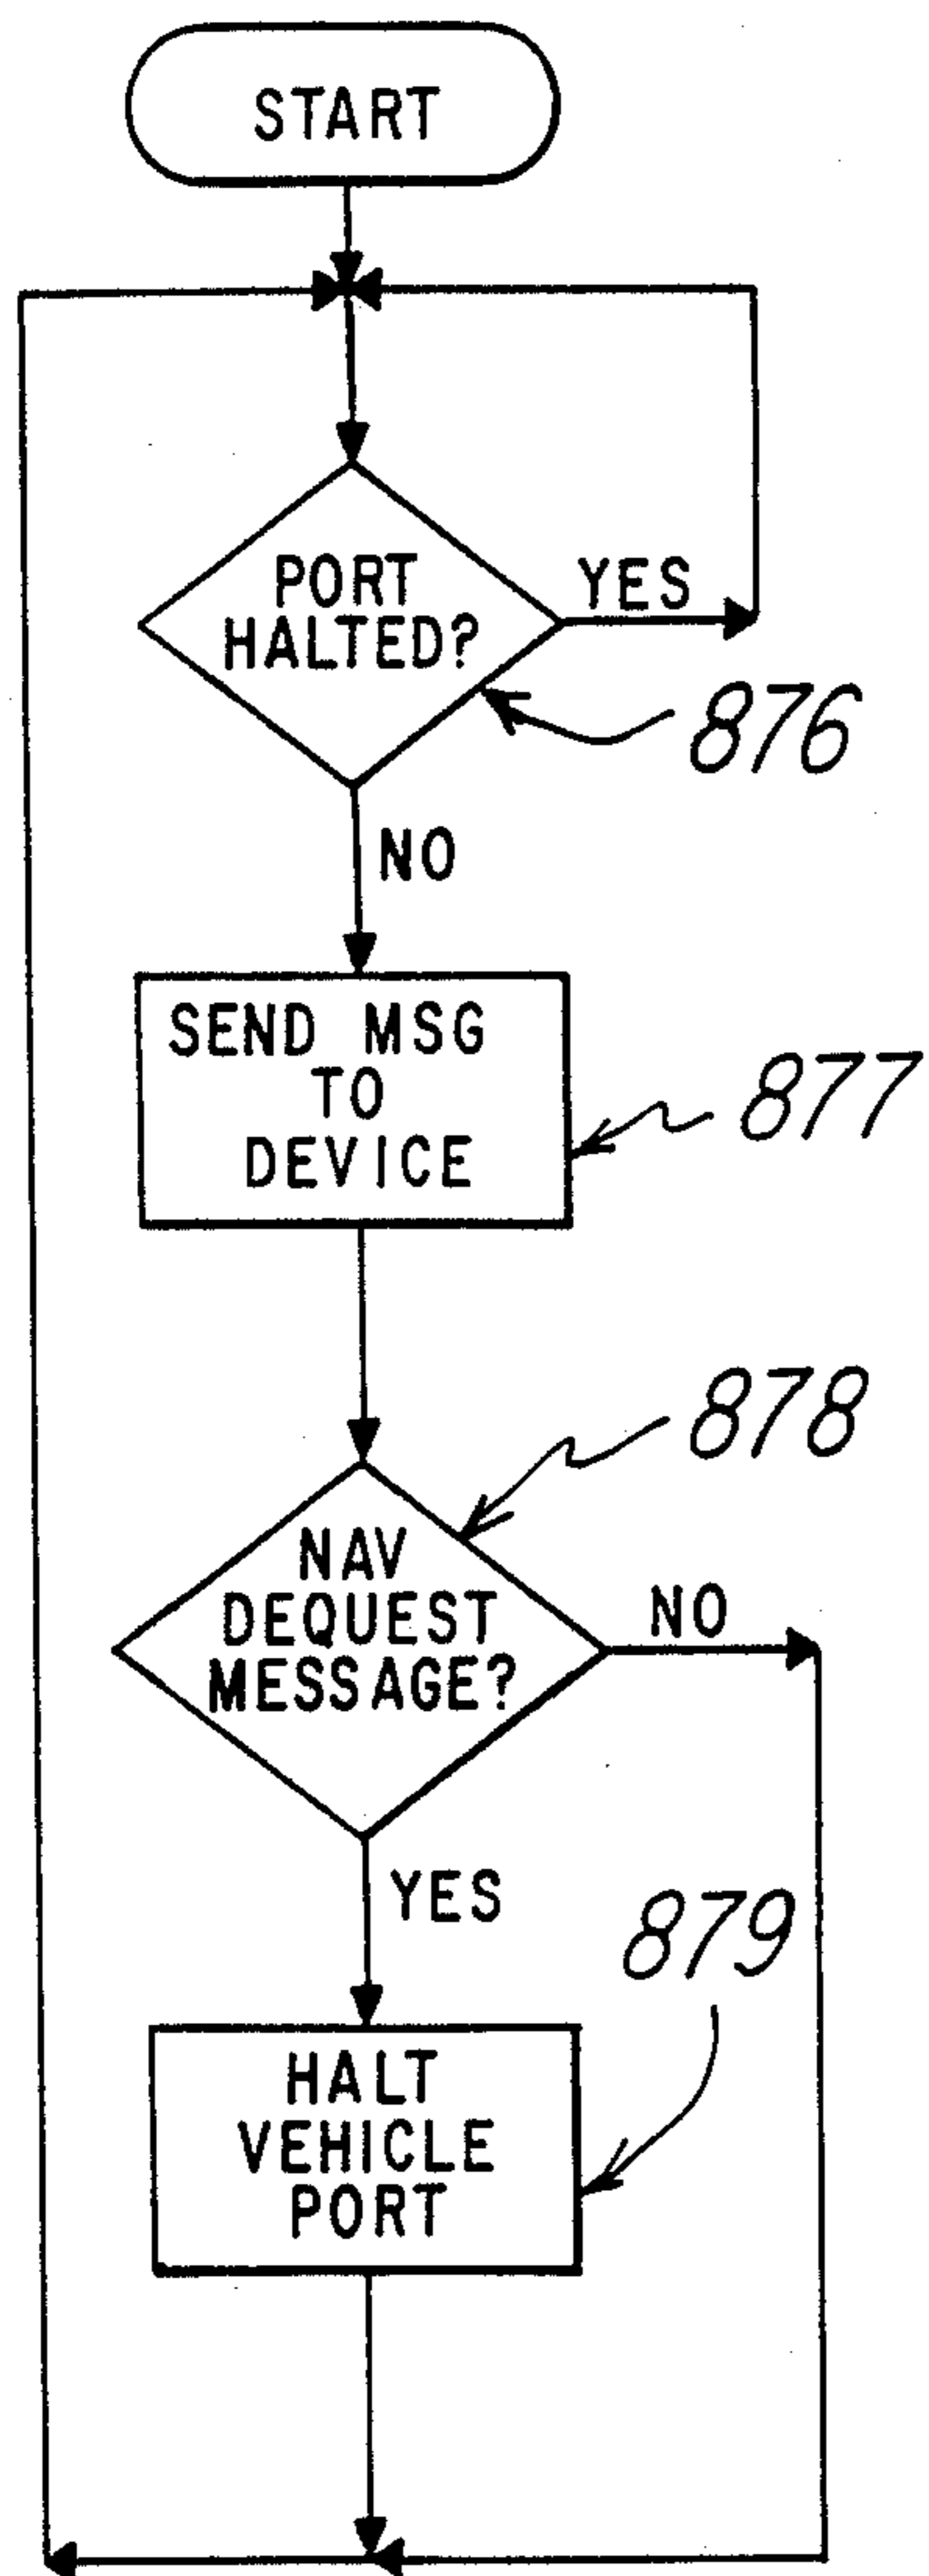 START
PORT
HALTED?
YES
876
NO
SEND MSG
TO
DEVICE
877
878
NAV
DEQUEST
MESSAGE?
NO
YES
879
HALT
VEHICLE
PORT